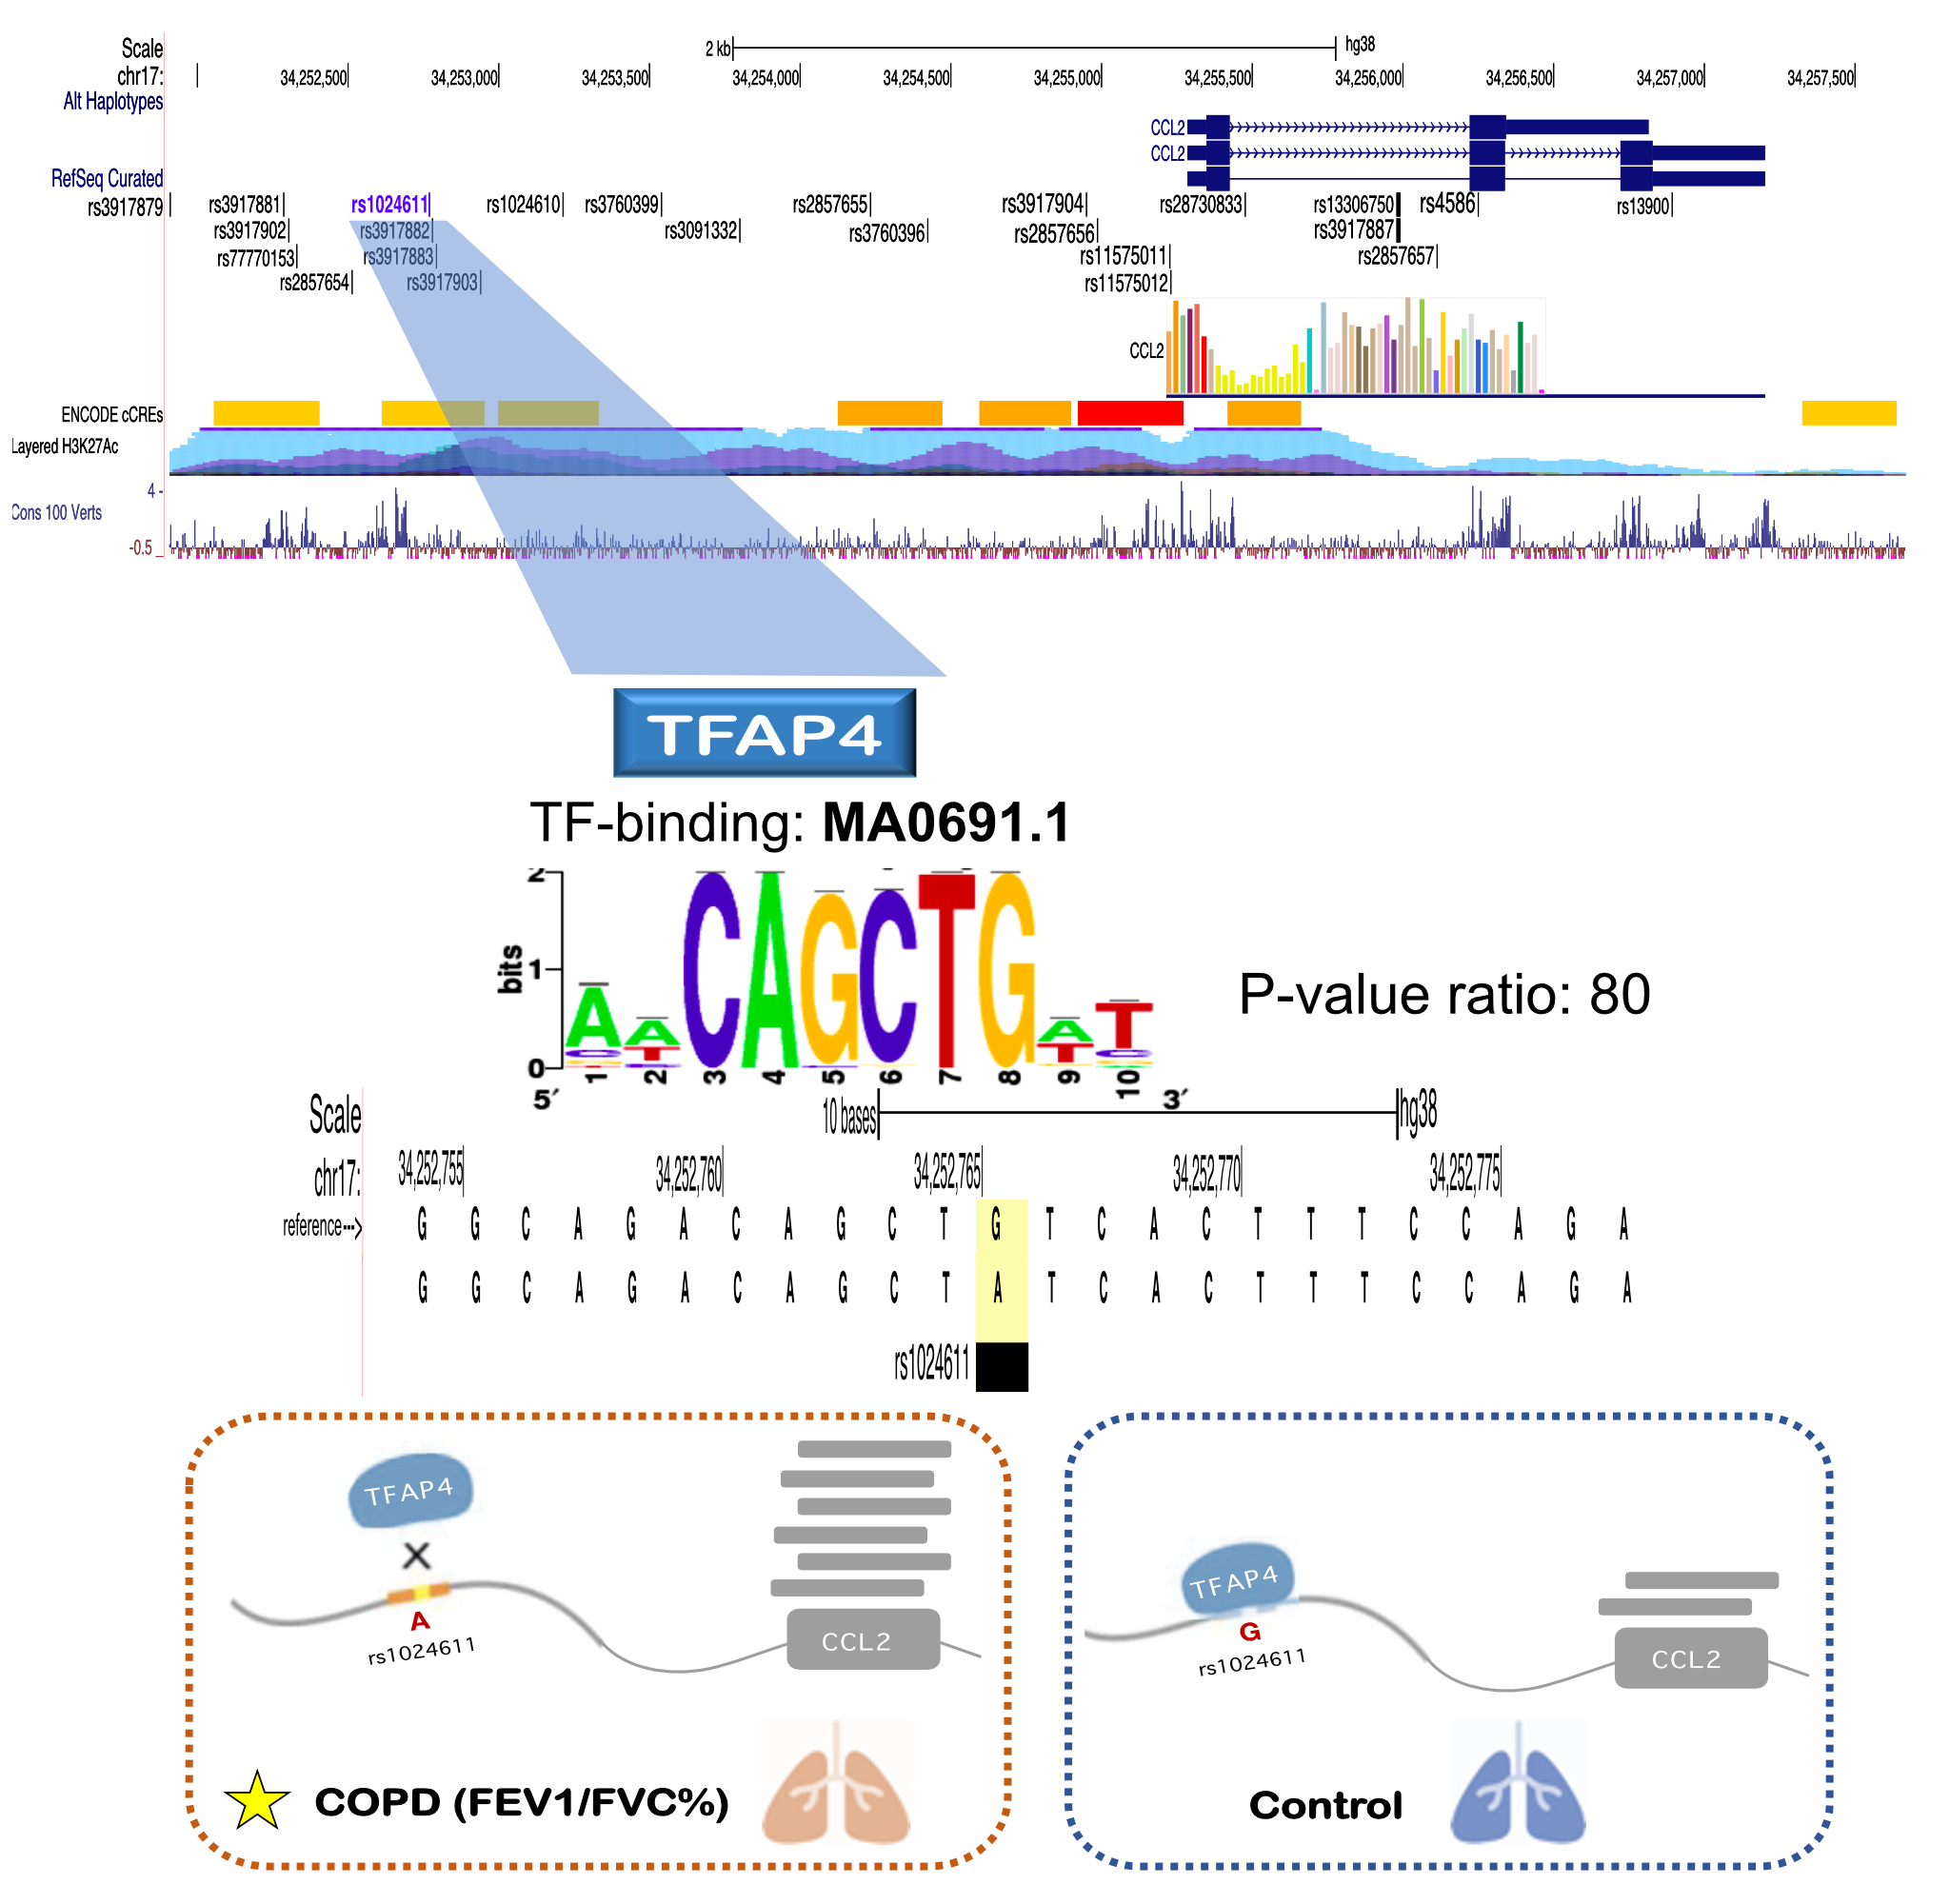 Scale 2 kb hg38
chr17: 34,252,500 34,253,000 34,253,500 34,254,000 34,254,500 34,255,000 34,255,500 34,256,000 34,256,500 34,257,000 34,257,500
Alt Haplotypes
CCL2
CCL2
RefSeq Curated
rs3917879 rs3917881 rs1024611 rs1024610 rs3760399 rs2857655 rs3917904 rs28730833 rs13306750 rs4586 rs13900
rs3917902 rs3917882 rs3091332 rs3760396 rs2857656 rs3917887
rs77770153 rs3917883 rs11575011 rs2857657
rs2857654 rs3917903 rs11575012
CCL2
ENCODE cCREs
Layered H3K27Ac
4 -
Cons 100 Verts
-0.5 _
TFAP4
TF-binding: MA0691.1
2
bits 1
0
A A C A G C T G A T
C T T C
P-value ratio: 80
1 2 3 4 5 6 7 8 9 10
5′ 3′
Scale 10 bases hg38
chr17: 34,252,755 34,252,760 34,252,765 34,252,770 34,252,775
reference---> G G C A G A C A G C T G T C A C T T T C C A G A
G G C A G A C A G C T A T C A C T T T C C A G A
rs1024611
TFAP4
X
A
rs1024611
CCL2
COPD (FEV1/FVC%)
TFAP4
G
rs1024611
CCL2
Control